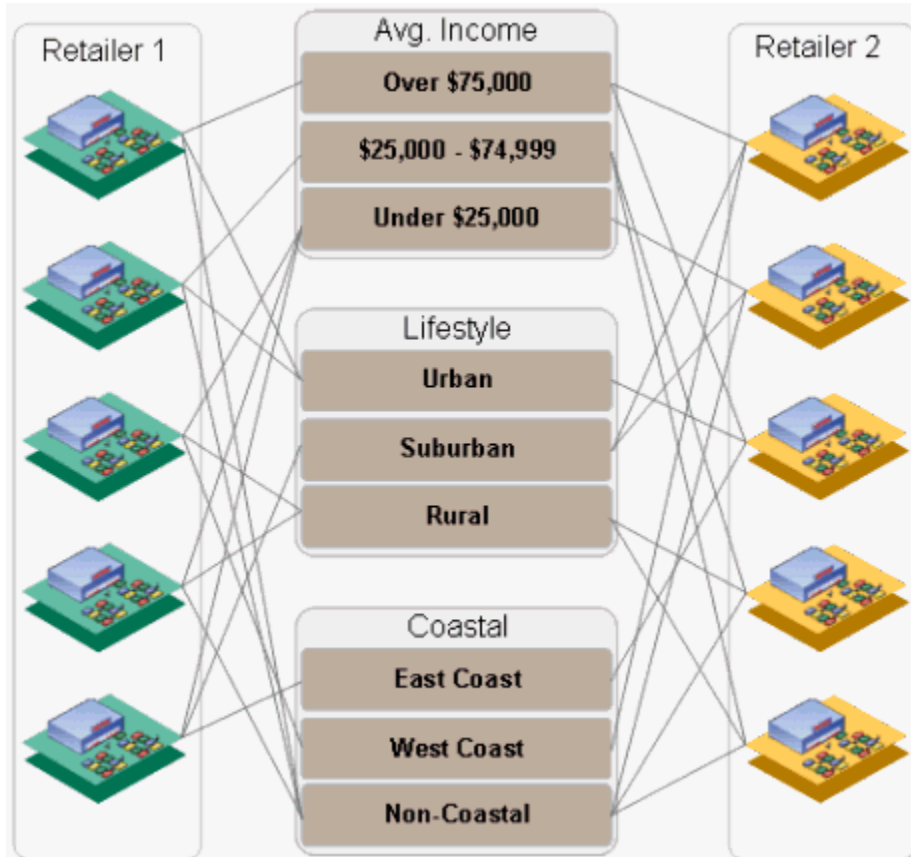 Retailer 1
Avg. Income
Over $75,000
$25,000 - $74,999
Under $25,000
Lifestyle
Urban
Suburban
Rural
Coastal
East Coast
West Coast
Non-Coastal
Retailer 2